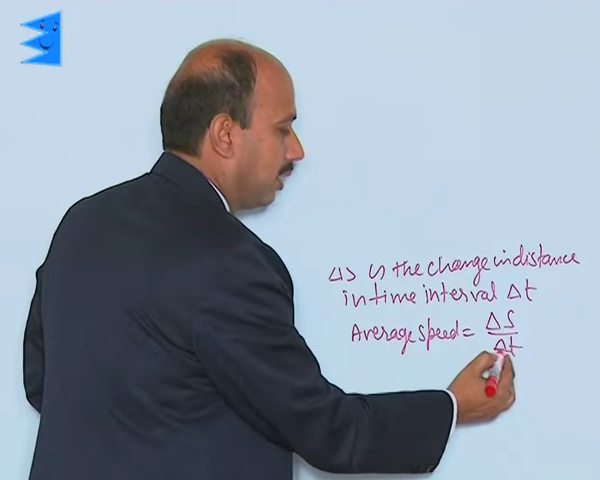 Δs is the change in distance
in time interval Δt
Average speed = ΔS/Δt